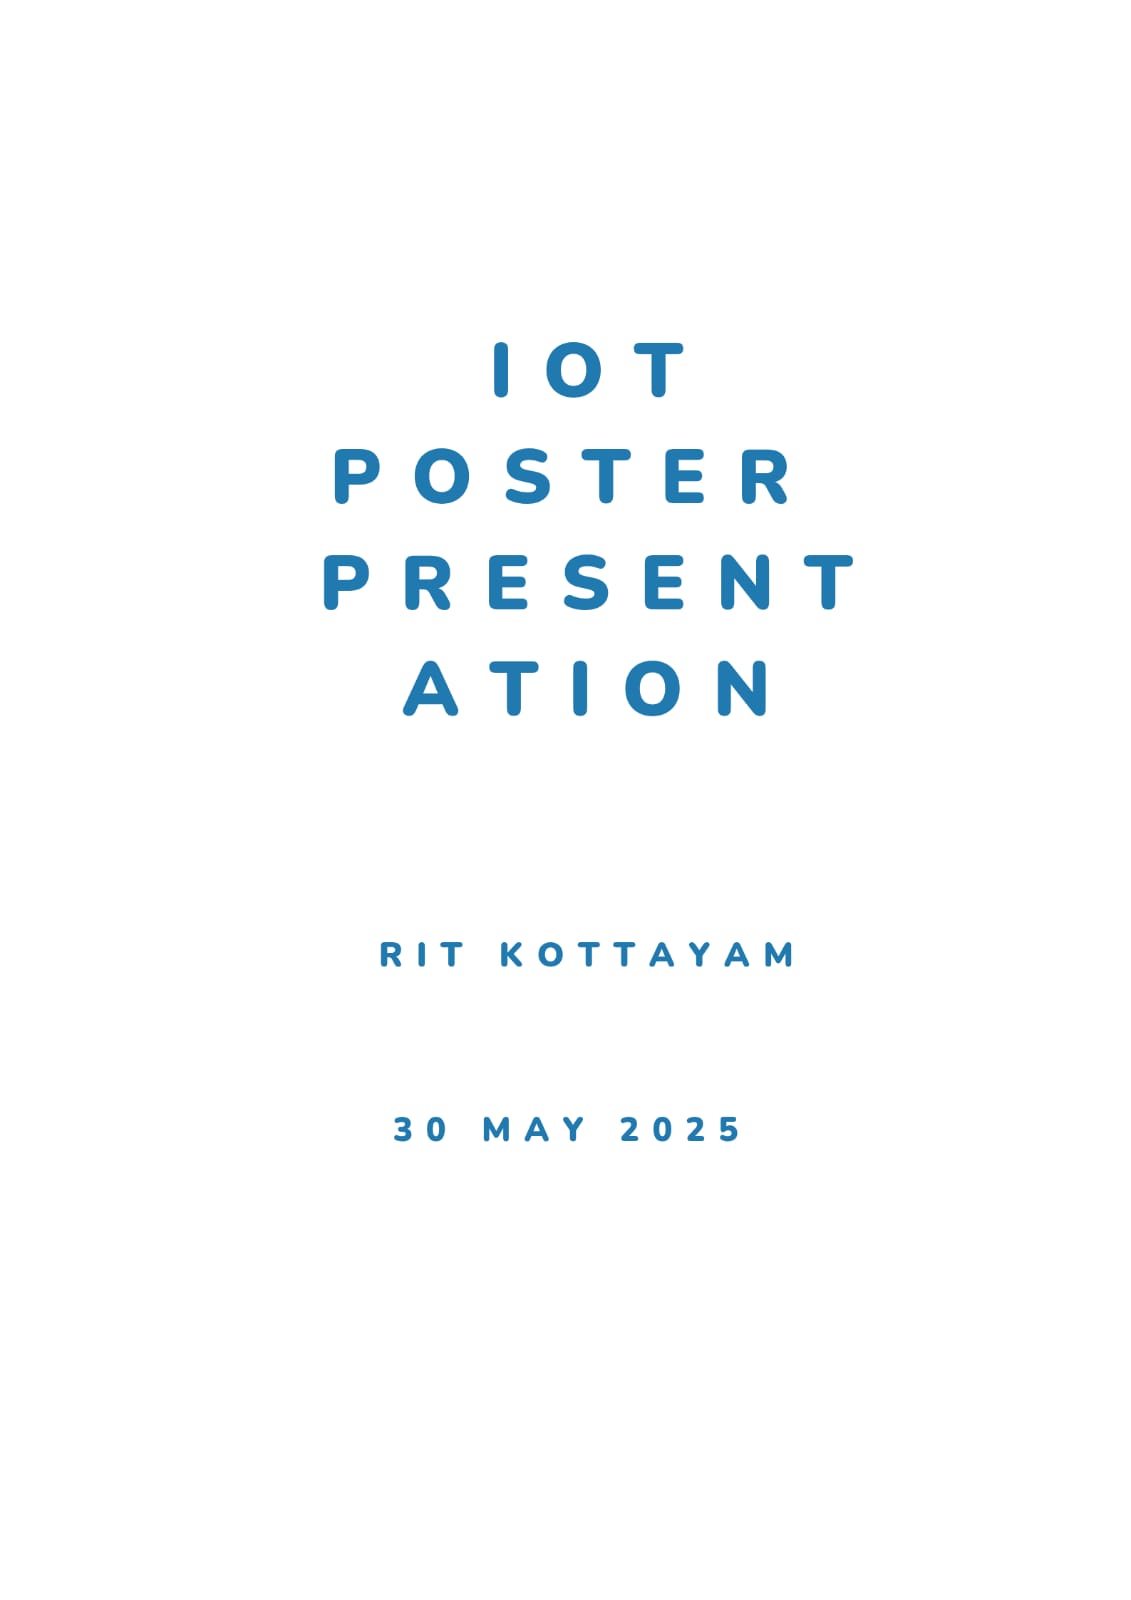 IOT
POSTER
PRESENT
ATION
RIT KOTTAYAM
30 MAY 2025